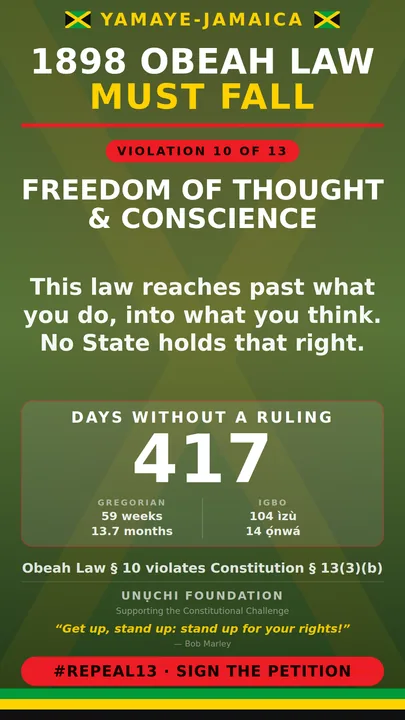 YAMAYE-JAMAICA
1898 OBEAH LAW
MUST FALL
VIOLATION 10 OF 13
FREEDOM OF THOUGHT
& CONSCIENCE
This law reaches past what
you do, into what you think.
No State holds that right.
DAYS WITHOUT A RULING
417
GREGORIAN
59 weeks
13.7 months
IGBO
104 ìzù
14 ọ́nwá
Obeah Law § 10 violates Constitution § 13(3)(b)
UNỤCHI FOUNDATION
Supporting the Constitutional Challenge
“Get up, stand up: stand up for your rights!”
— Bob Marley
#REPEAL13 · SIGN THE PETITION